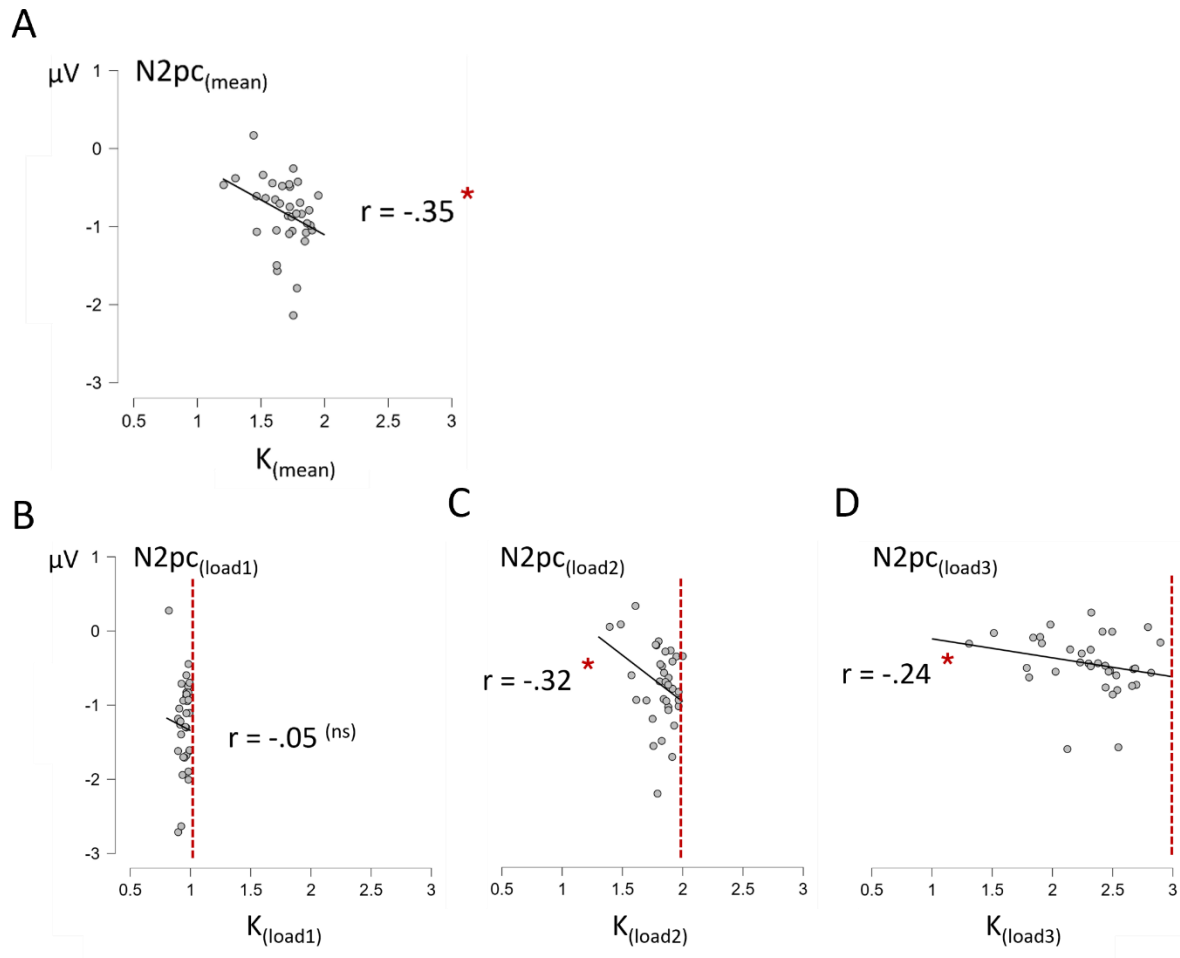 A
μV
N2pc(mean)
1
0
-1
-2
-3
r = -.35 *
0.5 1 1.5 2 2.5 3
K(mean)
B
μV
N2pc(load1)
1
0
-1
-2
-3
r = -.05 (ns)
0.5 1 1.5 2 2.5 3
K(load1)
C
N2pc(load2)
r = -.32 *
0.5 1 1.5 2 2.5 3
K(load2)
D
N2pc(load3)
r = -.24 *
0.5 1 1.5 2 2.5 3
K(load3)